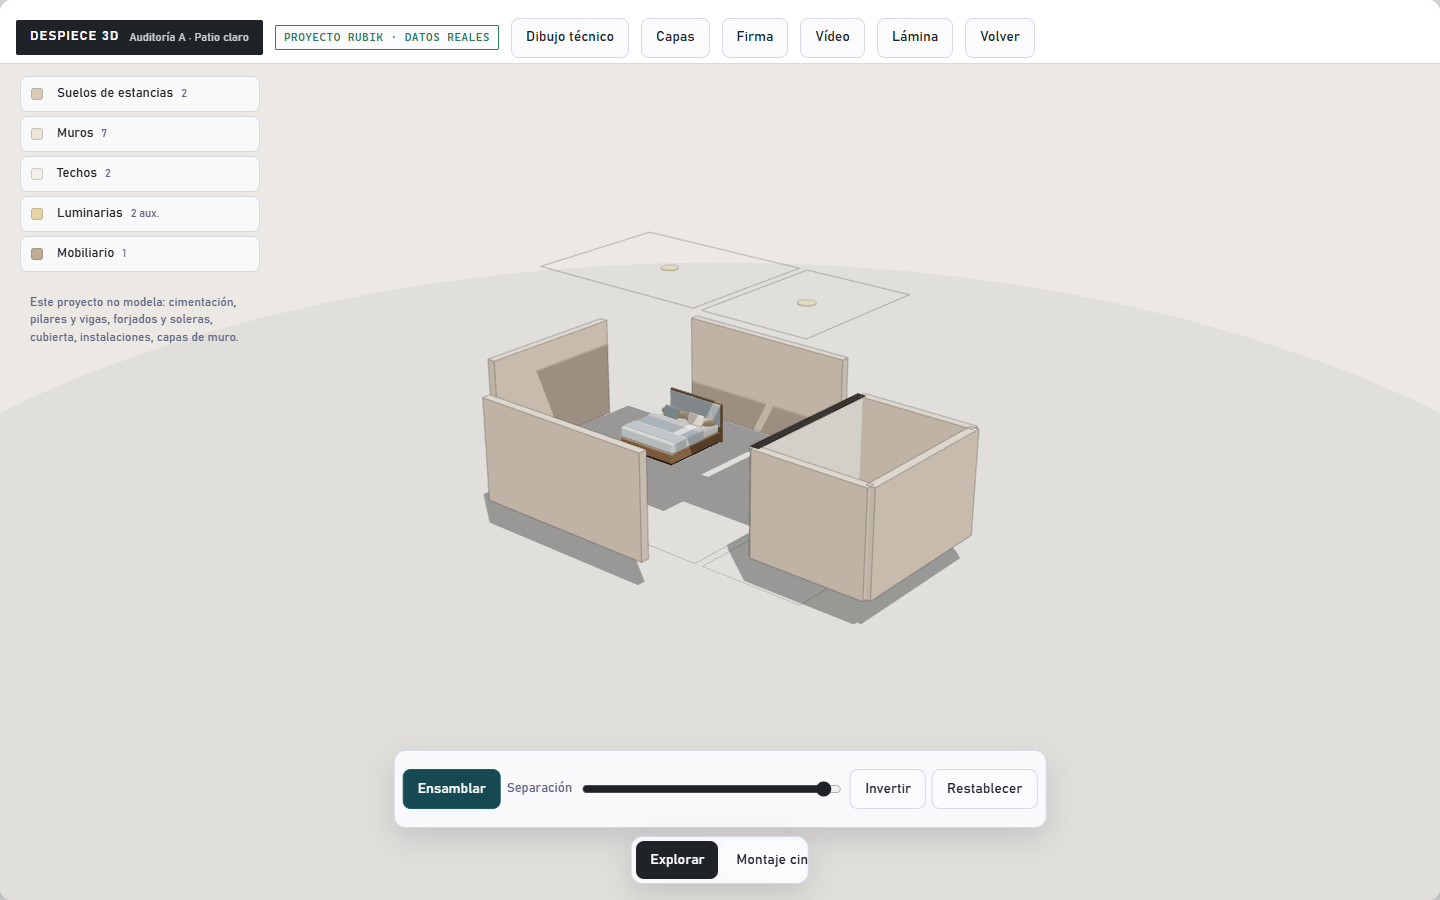 DESPIECE 3D Auditoría A · Patio claro
PROYECTO RUBIK · DATOS REALES
Dibujo técnico
Capas
Firma
Vídeo
Lámina
Volver
Suelos de estancias 2
Muros 7
Techos 2
Luminarias 2 aux.
Mobiliario 1
Este proyecto no modela: cimentación,
pilares y vigas, forjados y soleras,
cubierta, instalaciones, capas de muro.
Ensamblar
Separación
Invertir
Restablecer
Explorar
Montaje cin